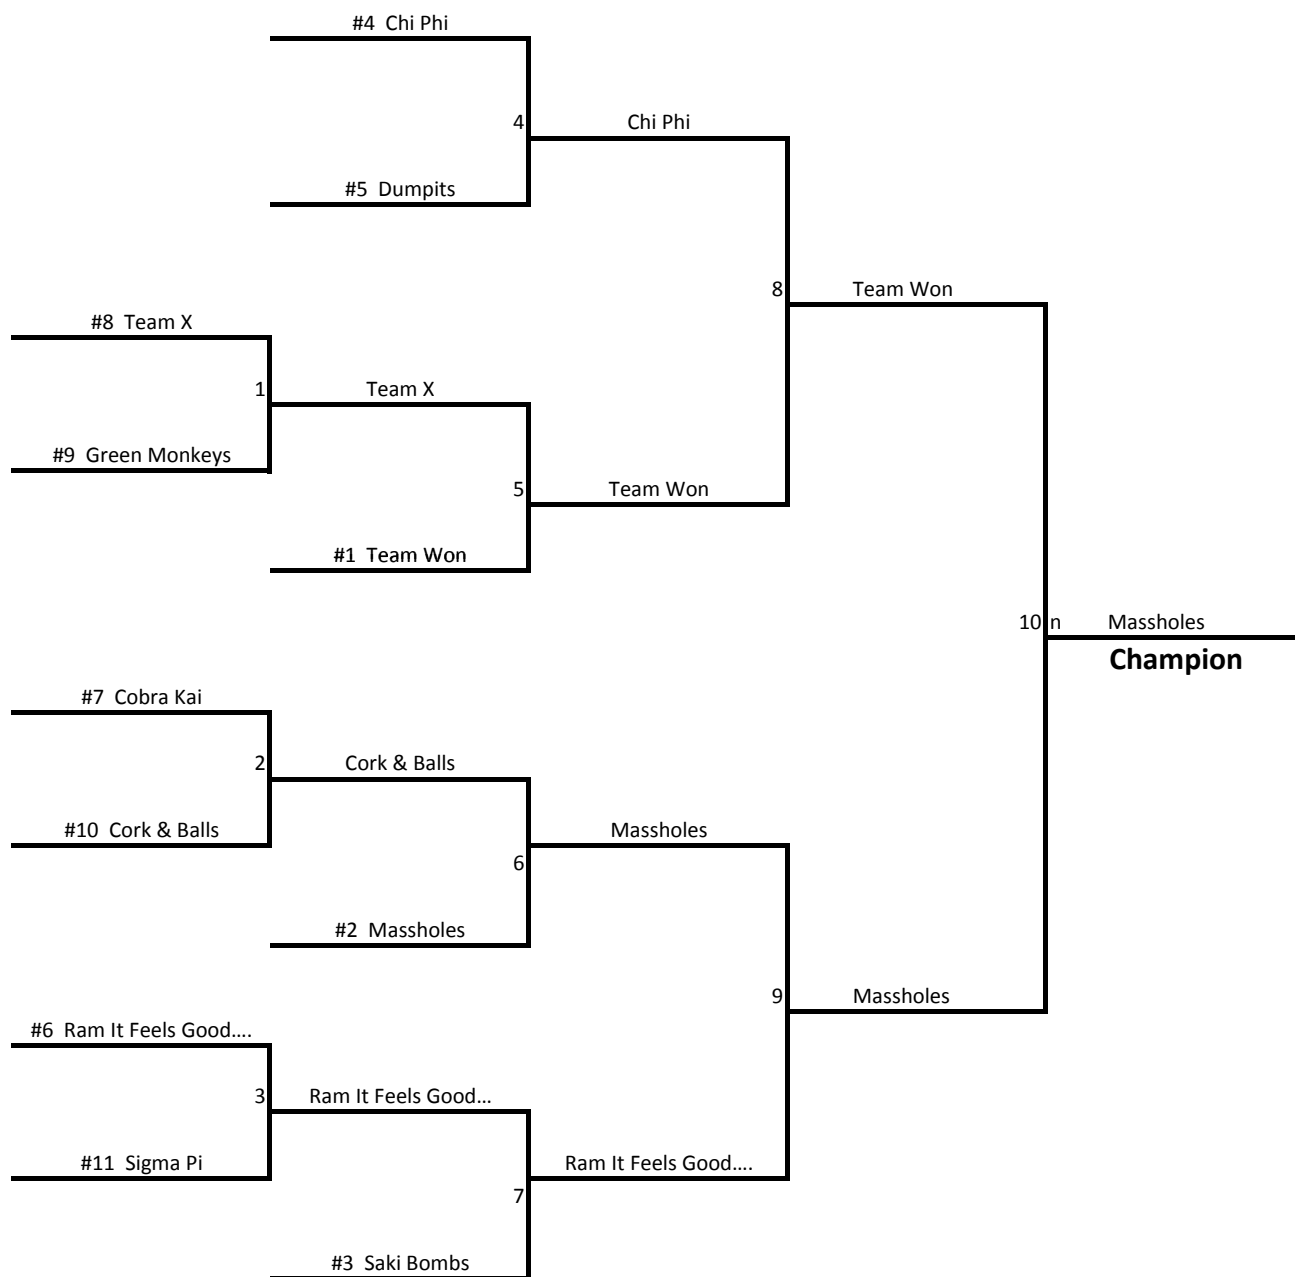 #4 Chi Phi
4
Chi Phi
#5 Dumpits
8
Team Won
#8 Team X
1
Team X
#9 Green Monkeys
5
Team Won
#1 Team Won
10
n
Massholes
Champion
#7 Cobra Kai
2
Cork & Balls
#10 Cork & Balls
Massholes
6
#2 Massholes
9
Massholes
#6 Ram It Feels Good....
3
Ram It Feels Good...
#11 Sigma Pi
Ram It Feels Good....
7
#3 Saki Bombs